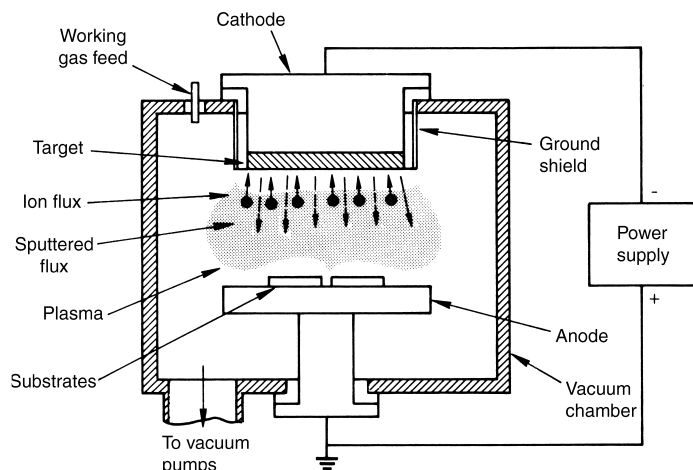 Cathode
Working
gas feed
Target
Ground
shield
Ion flux
Sputtered
flux
-
Power
supply
+
Plasma
Anode
Substrates
Vacuum
chamber
To vacuum
pumps